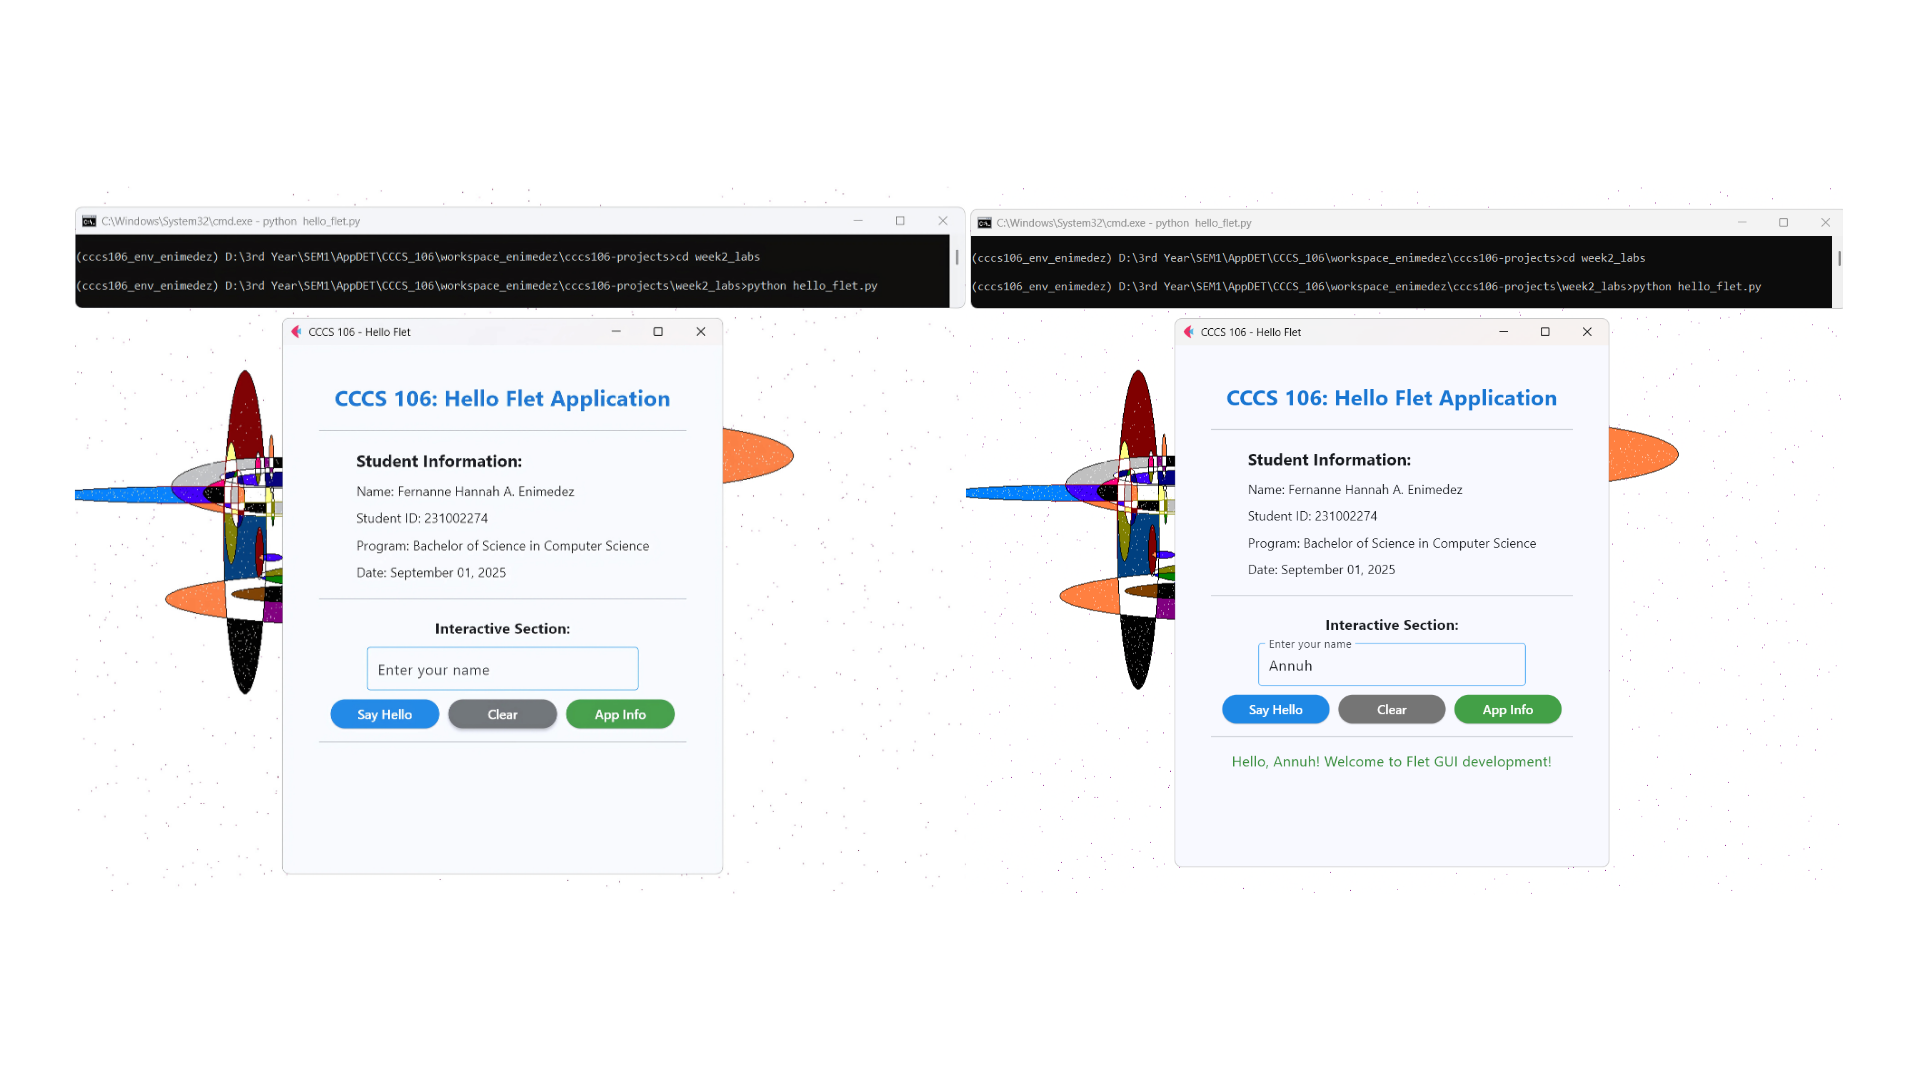 C:\Windows\System32\cmd.exe - python  hello_flet.py
(cccs106_env_enimedez) D:\3rd Year\SEM1\AppDET\CCCS_106\workspace_enimedez\cccs106-projects>cd week2_labs
(cccs106_env_enimedez) D:\3rd Year\SEM1\AppDET\CCCS_106\workspace_enimedez\cccs106-projects\week2_labs>python hello_flet.py
CCCS 106 - Hello Flet
CCCS 106: Hello Flet Application
Student Information:
Name: Fernanne Hannah A. Enimedez
Student ID: 231002274
Program: Bachelor of Science in Computer Science
Date: September 01, 2025
Interactive Section:
Enter your name
Say Hello
Clear
App Info
C:\Windows\System32\cmd.exe - python  hello_flet.py
(cccs106_env_enimedez) D:\3rd Year\SEM1\AppDET\CCCS_106\workspace_enimedez\cccs106-projects>cd week2_labs
(cccs106_env_enimedez) D:\3rd Year\SEM1\AppDET\CCCS_106\workspace_enimedez\cccs106-projects\week2_labs>python hello_flet.py
CCCS 106 - Hello Flet
CCCS 106: Hello Flet Application
Student Information:
Name: Fernanne Hannah A. Enimedez
Student ID: 231002274
Program: Bachelor of Science in Computer Science
Date: September 01, 2025
Interactive Section:
Enter your name
Annuh
Say Hello
Clear
App Info
Hello, Annuh! Welcome to Flet GUI development!